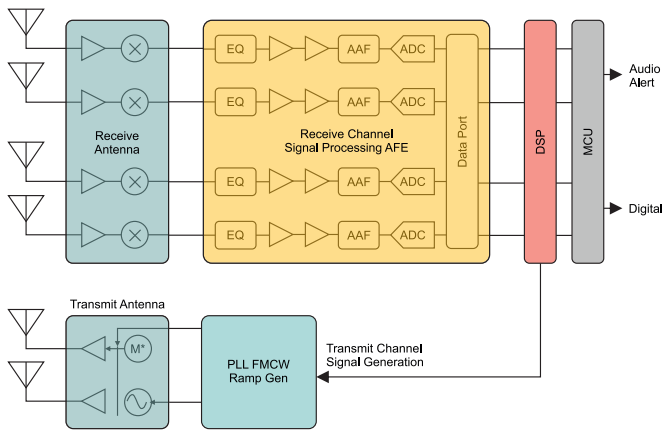 EQ
AAF
ADC
EQ
AAF
ADC
Receive
Antenna
Receive Channel
Signal Processing AFE
Data Port
DSP
MCU
Audio
Alert
EQ
AAF
ADC
Digital
EQ
AAF
ADC
Transmit Antenna
M*
PLL FMCW
Ramp Gen
Transmit Channel
Signal Generation